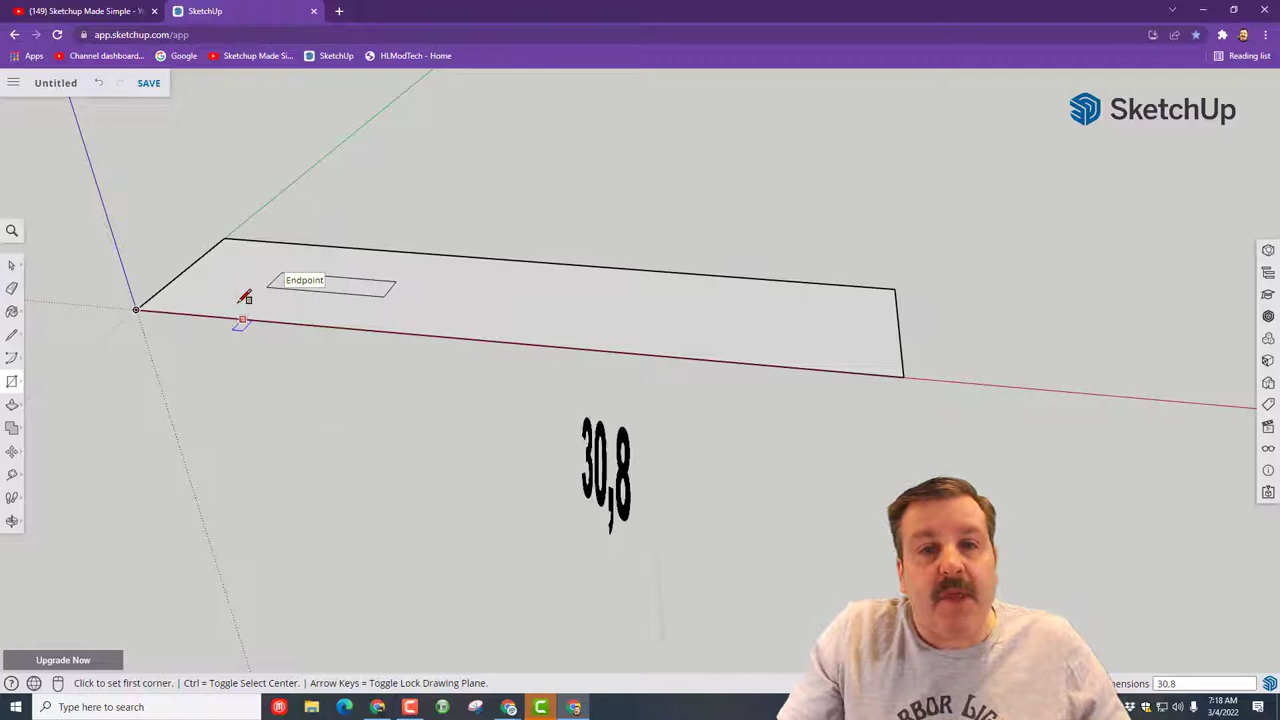 (149) Sketchup Made Simple - Y
SketchUp
app.sketchup.com/app
Apps
Channel dashboard...
Google
Sketchup Made Si...
SketchUp
HLModTech - Home
Reading list
Untitled
SAVE
SketchUp
Endpoint
30,8
Upgrade Now
Click to set first corner. | Ctrl = Toggle Select Center. | Arrow Keys = Toggle Lock Drawing Plane.
mensions
30.8
Type here to search
7:18 AM
3/4/2022